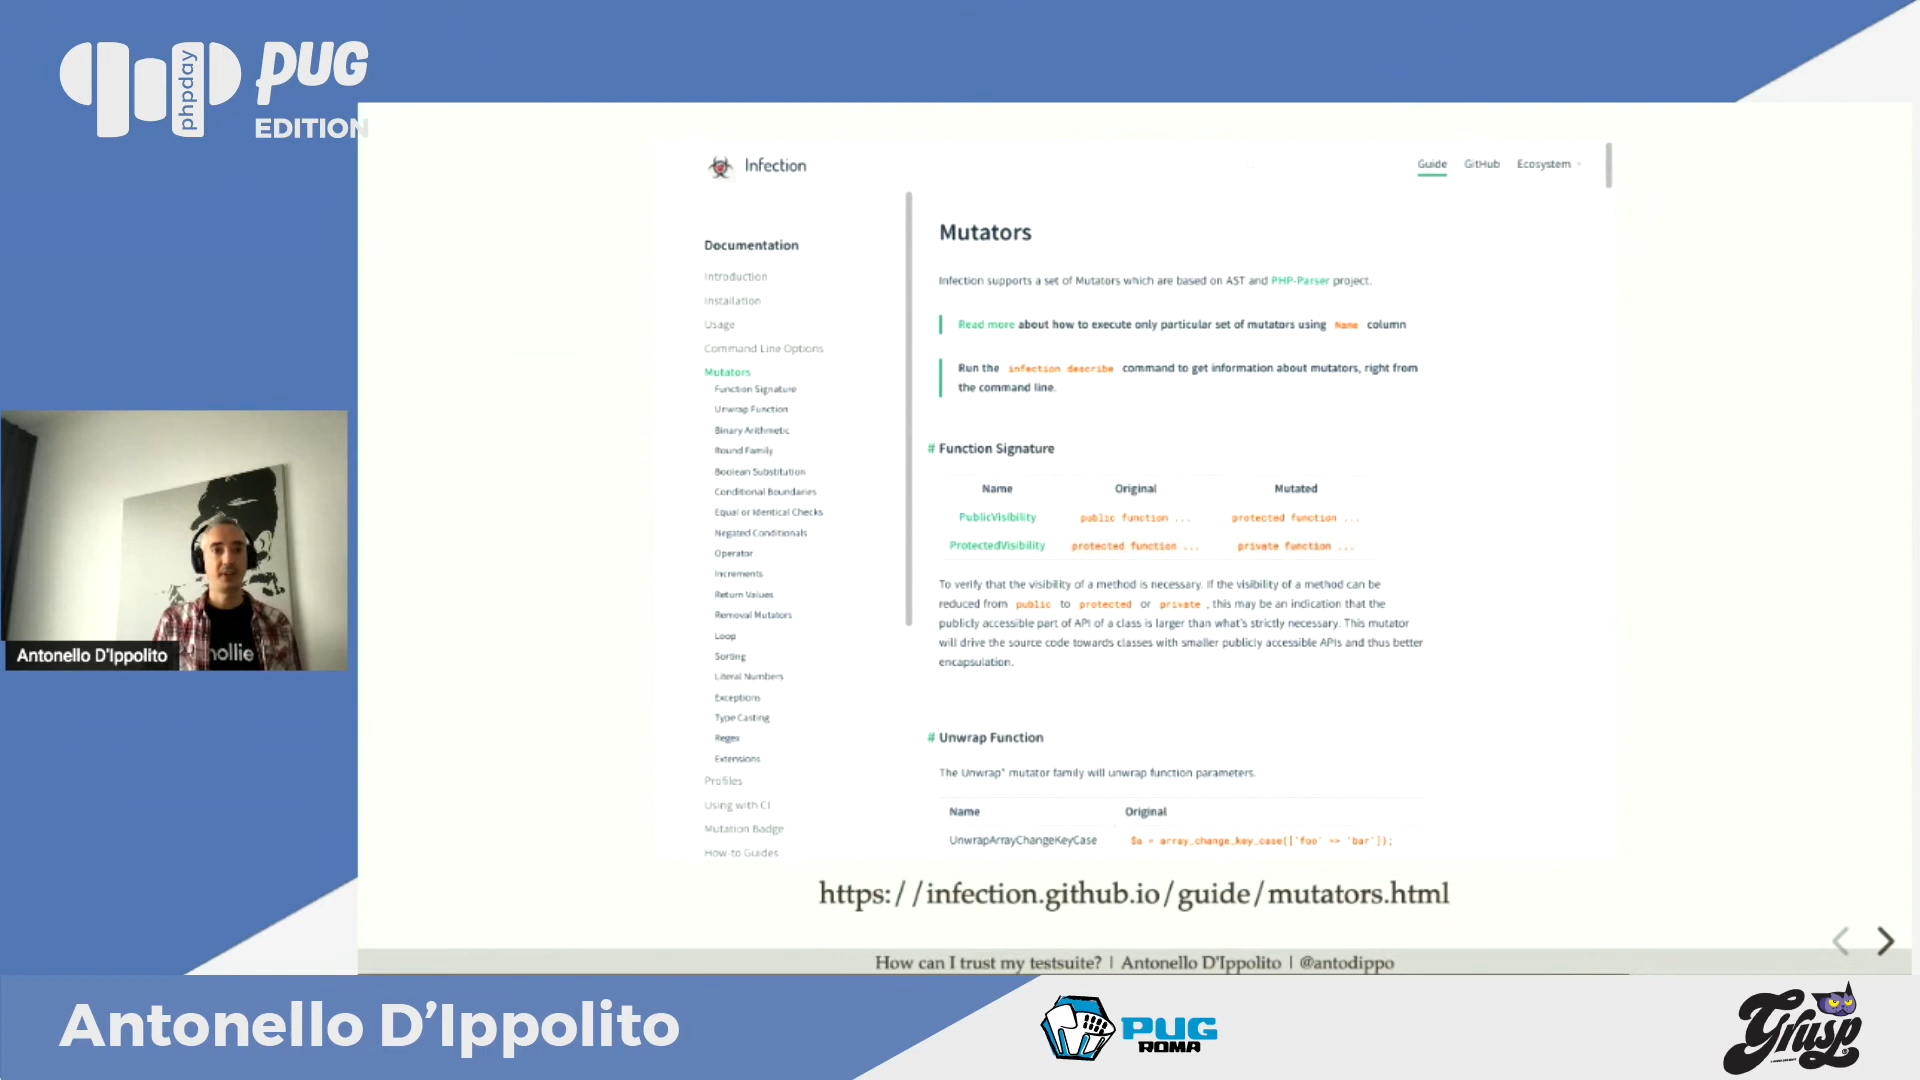 phpday
PUG
EDITION
Infection
Guide
GitHub
Ecosystem
Documentation
Introduction
Installation
Usage
Command Line Options
Mutators
Function Signature
Unwrap Function
Binary Arithmetic
Round Family
Boolean Substitution
Conditional Boundaries
Equal or Identical Checks
Negated Conditionals
Operator
Increments
Return Values
Removal Mutators
Loop
Sorting
Literal Numbers
Exceptions
Type Casting
Regex
Extensions
Profiles
Using with CI
Mutation Badge
How-to Guides
Mutators
Infection supports a set of Mutators which are based on AST and PHP-Parser project.
Read more about how to execute only particular set of mutators using Name column
Run the infection describe command to get information about mutators, right from
the command line.
# Function Signature
Name Original Mutated
PublicVisibility public function ... protected function ...
ProtectedVisibility protected function ... private function ...
To verify that the visibility of a method is necessary. If the visibility of a method can be
reduced from public to protected or private , this may be an indication that the
publicly accessible part of API of a class is larger than what's strictly necessary. This mutator
will drive the source code towards classes with smaller publicly accessible APIs and thus better
encapsulation.
# Unwrap Function
The Unwrap* mutator family will unwrap function parameters.
Name Original
UnwrapArrayChangeKeyCase $a = array_change_key_case(['foo' => 'bar']);
https://infection.github.io/guide/mutators.html
How can I trust my testsuite? | Antonello D'Ippolito | @antodippo
nollie
Antonello D'Ippolito
Antonello D'Ippolito
PUG
ROMA
Grusp